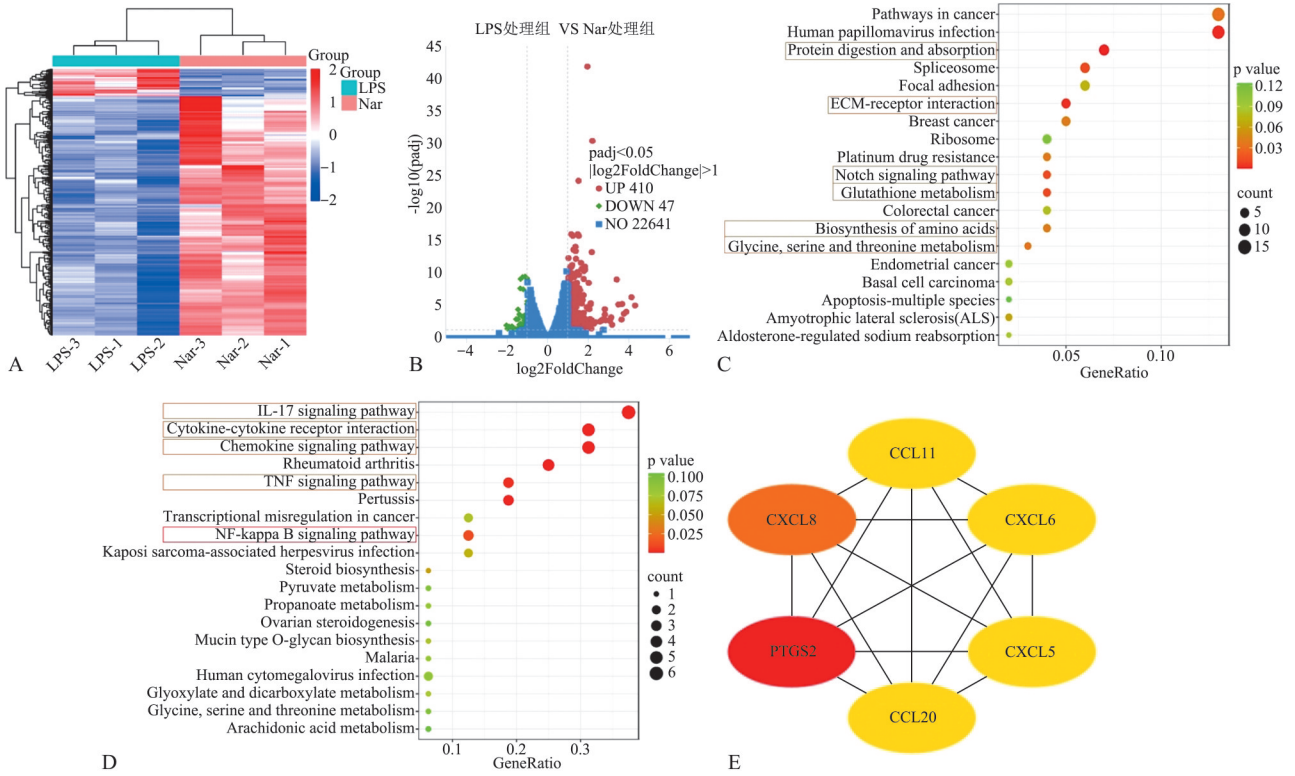 Group
2
1
0
−1
−2
Group
LPS
Nar
LPS-3
LPS-1
LPS-2
Nar-3
Nar-2
Nar-1
A
LPS处理组 VS Nar处理组
45
40
35
30
25
20
15
10
5
0
-log10(padj)
padj<0.05
|log2FoldChange|>1
UP 410
DOWN 47
NO 22641
−4
−2
0
2
4
6
log2FoldChange
B
Pathways in cancer
Human papillomavirus infection
Protein digestion and absorption
Spliceosome
Focal adhesion
ECM-receptor interaction
Breast cancer
Ribosome
Platinum drug resistance
Notch signaling pathway
Glutathione metabolism
Colorectal cancer
Biosynthesis of amino acids
Glycine, serine and threonine metabolism
Endometrial cancer
Basal cell carcinoma
Apoptosis-multiple species
Amyotrophic lateral sclerosis(ALS)
Aldosterone-regulated sodium reabsorption
0.05
0.10
GeneRatio
p value
0.12
0.09
0.06
0.03
count
5
10
15
C
IL-17 signaling pathway
Cytokine-cytokine receptor interaction
Chemokine signaling pathway
Rheumatoid arthritis
TNF signaling pathway
Pertussis
Transcriptional misregulation in cancer
NF-kappa B signaling pathway
Kaposi sarcoma-associated herpesvirus infection
Steroid biosynthesis
Pyruvate metabolism
Propanoate metabolism
Ovarian steroidogenesis
Mucin type O-glycan biosynthesis
Malaria
Human cytomegalovirus infection
Glyoxylate and dicarboxylate metabolism
Glycine, serine and threonine metabolism
Arachidonic acid metabolism
0.1
0.2
0.3
GeneRatio
p value
0.100
0.075
0.050
0.025
count
1
2
3
4
5
6
D
CCL11
CXCL8
CXCL6
PTGS2
CXCL5
CCL20
E